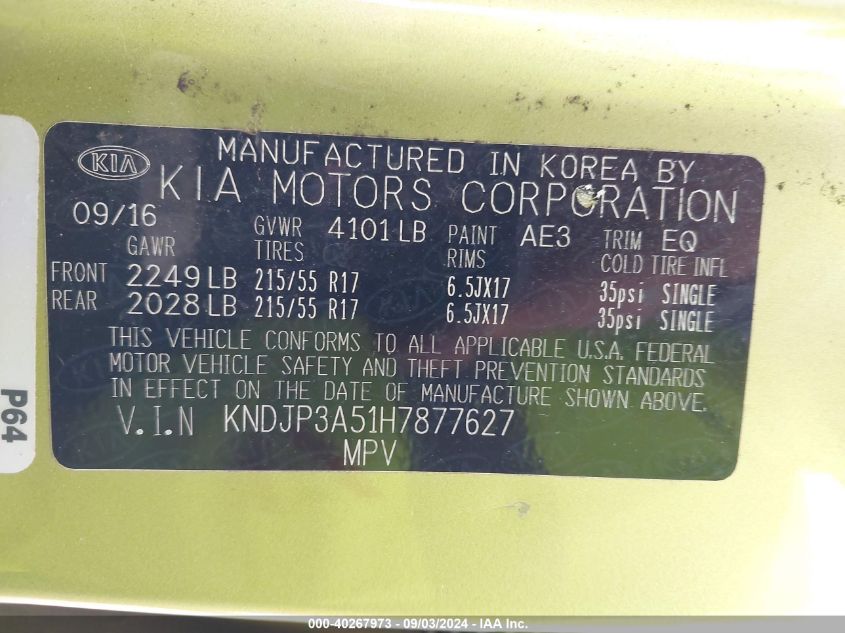 MANUFACTURED IN KOREA BY
KIA KIA MOTORS CORPORATION
09/16 GVWR 4101 LB PAINT AE3 TRIM EQ
GAWR TIRES RIMS COLD TIRE INFL
FRONT 2249 LB 215/55 R17 6.5JX17 35psi SINGLE
REAR 2028 LB 215/55 R17 6.5JX17 35psi SINGLE
THIS VEHICLE CONFORMS TO ALL APPLICABLE U.S.A. FEDERAL
MOTOR VEHICLE SAFETY AND THEFT PREVENTION STANDARDS
IN EFFECT ON THE DATE OF MANUFACTURE SHOWN ABOVE.
V.I.N KNDJP3A51H7877627
MPV
P64
000-40267973 - 09/03/2024 - IAA Inc.